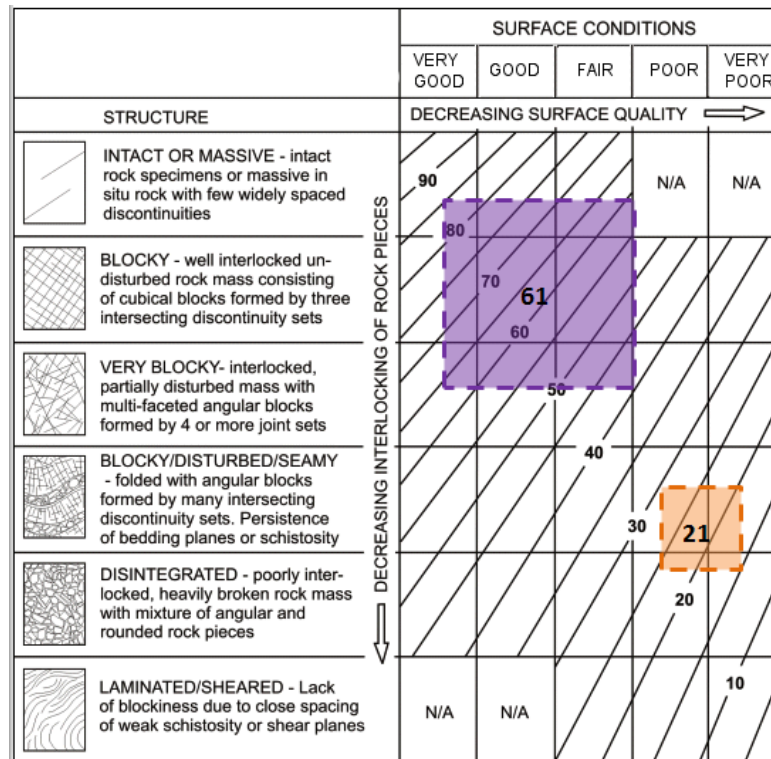 SURFACE CONDITIONS
VERY
GOOD
GOOD
FAIR
POOR
VERY
POOR
STRUCTURE
DECREASING SURFACE QUALITY
DECREASING INTERLOCKING OF ROCK PIECES
INTACT OR MASSIVE - intact
rock specimens or massive in
situ rock with few widely spaced
discontinuities
BLOCKY - well interlocked un-
disturbed rock mass consisting
of cubical blocks formed by three
intersecting discontinuity sets
VERY BLOCKY- interlocked,
partially disturbed mass with
multi-faceted angular blocks
formed by 4 or more joint sets
BLOCKY/DISTURBED/SEAMY
- folded with angular blocks
formed by many intersecting
discontinuity sets. Persistence
of bedding planes or schistosity
DISINTEGRATED - poorly inter-
locked, heavily broken rock mass
with mixture of angular and
rounded rock pieces
LAMINATED/SHEARED - Lack
of blockiness due to close spacing
of weak schistosity or shear planes
90
N/A
N/A
80
70
61
60
50
40
30
21
20
10
N/A
N/A